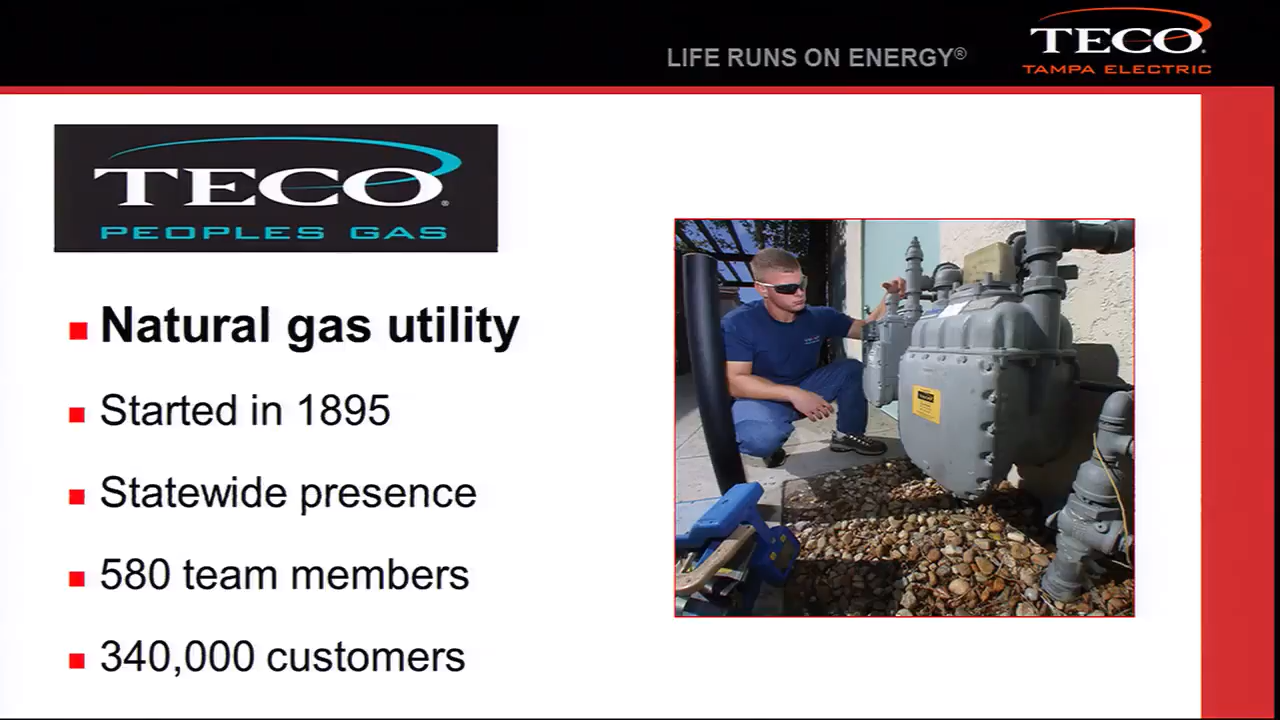 LIFE RUNS ON ENERGY®
TECO®
TAMPA ELECTRIC
TECO®
PEOPLES GAS
Natural gas utility
Started in 1895
Statewide presence
580 team members
340,000 customers